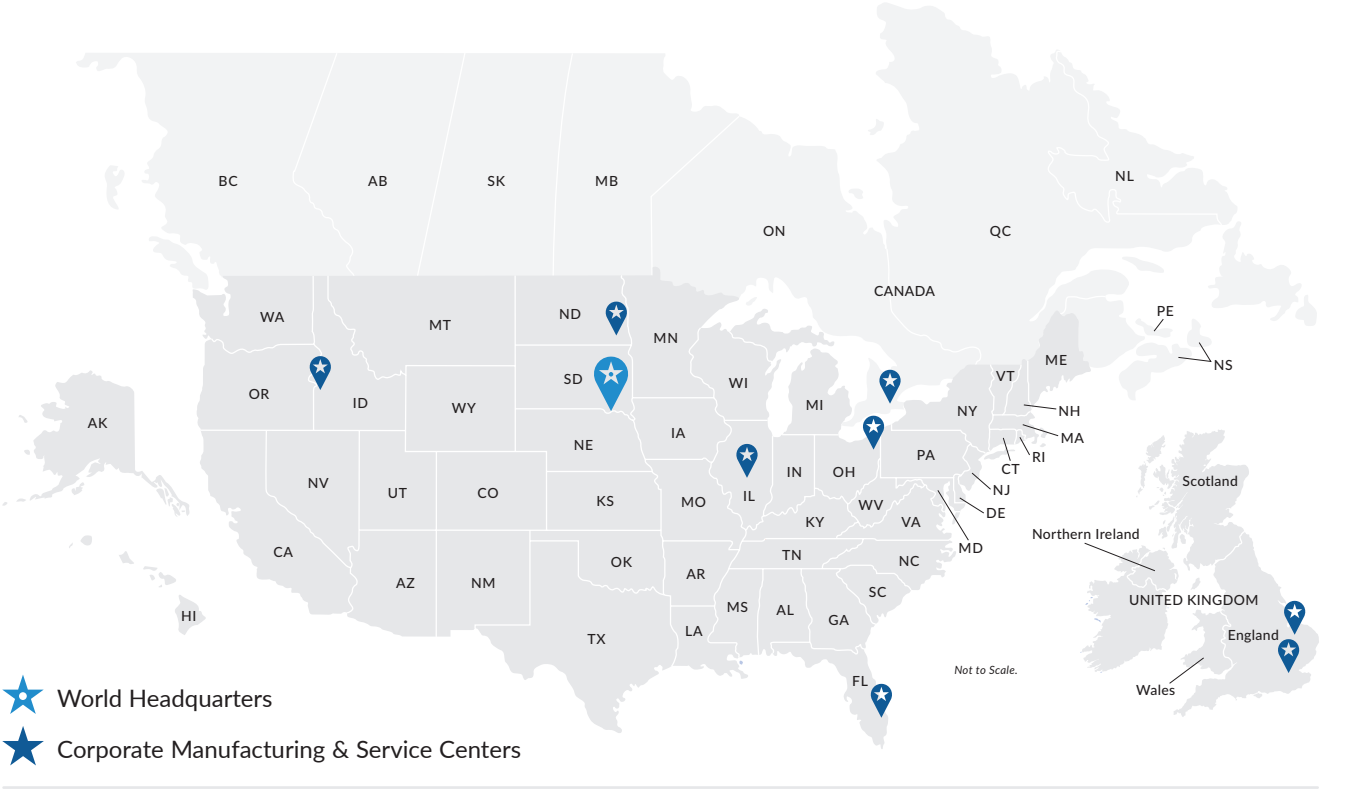 NL
BC
AB
SK
MB
ON
QC
CANADA
PE
NS
WA
MT
ND
MN
ME
VT
OR
ID
WY
SD
WI
MI
NY
NH
MA
RI
CT
AK
NV
UT
CO
NE
IA
IL
IN
OH
PA
NJ
DE
MD
KS
MO
KY
WV
VA
Scotland
Northern Ireland
CA
AZ
NM
OK
AR
TN
NC
SC
UNITED KINGDOM
England
Wales
HI
TX
LA
MS
AL
GA
FL
Not to Scale.
World Headquarters
Corporate Manufacturing & Service Centers